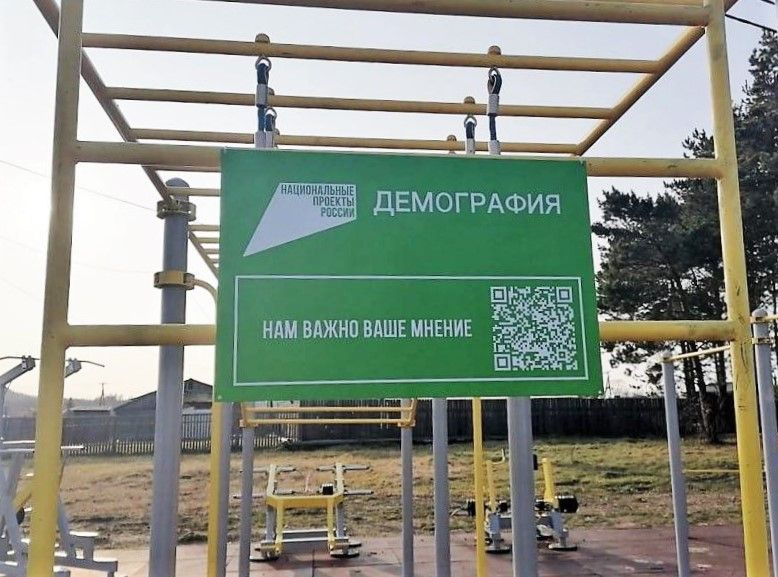 НАЦИОНАЛЬНЫЕ
ПРОЕКТЫ
РОССИИ
ДЕМОГРАФИЯ
НАМ ВАЖНО ВАШЕ МНЕНИЕ